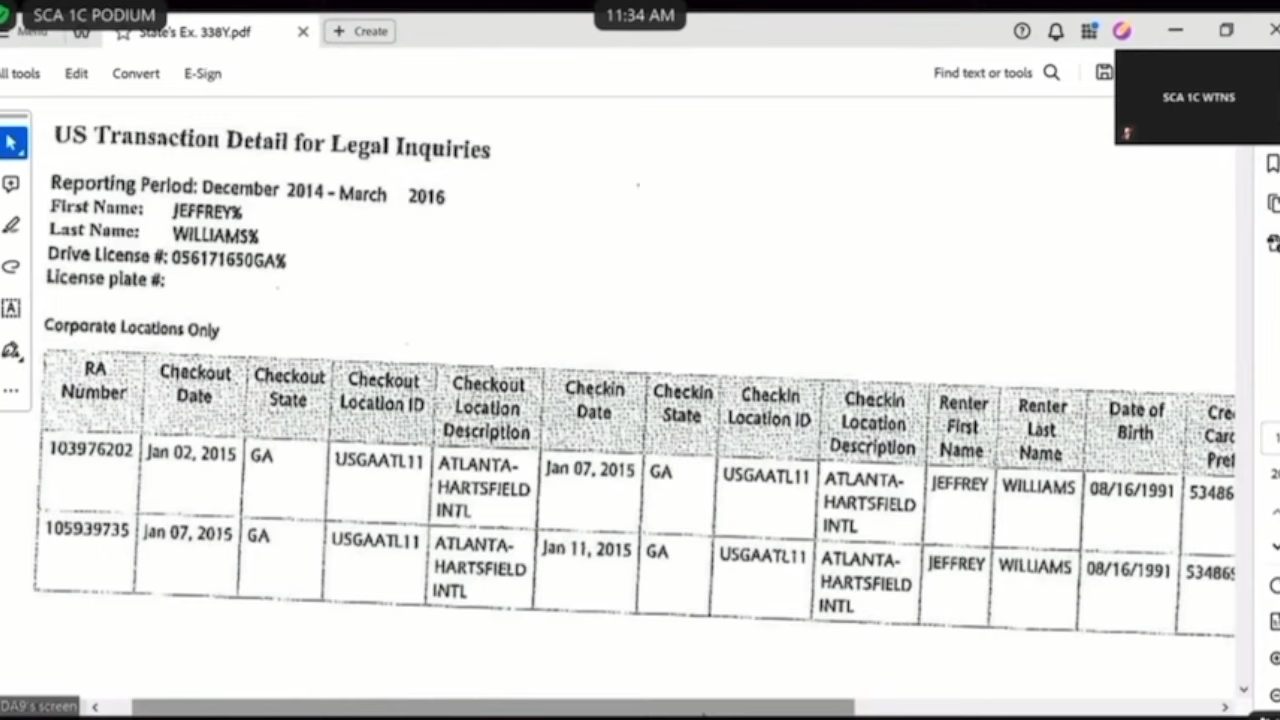 SCA 1C PODIUM
11:34 AM
Menu
State's Ex. 338Y.pdf
Create
All tools
Edit
Convert
E-Sign
Find text or tools
SCA 1C WTNS
US Transaction Detail for Legal Inquiries
Reporting Period: December 2014 - March 2016
First Name: JEFFREY%
Last Name: WILLIAMS%
Drive License #: 056171650GA%
License plate #:
Corporate Locations Only
RA Number Checkout Date Checkout State Checkout Location ID Checkout Location Description Checkin Date Checkin State Checkin Location ID Checkin Location Description Renter First Name Renter Last Name Date of Birth
103976202 Jan 02, 2015 GA USGAATL11 ATLANTA-HARTSFIELD INTL Jan 07, 2015 GA USGAATL11 ATLANTA-HARTSFIELD INTL JEFFREY WILLIAMS 08/16/1991 53486
105939735 Jan 07, 2015 GA USGAATL11 ATLANTA-HARTSFIELD INTL Jan 11, 2015 GA USGAATL11 ATLANTA-HARTSFIELD INTL JEFFREY WILLIAMS 08/16/1991
DA9's screen